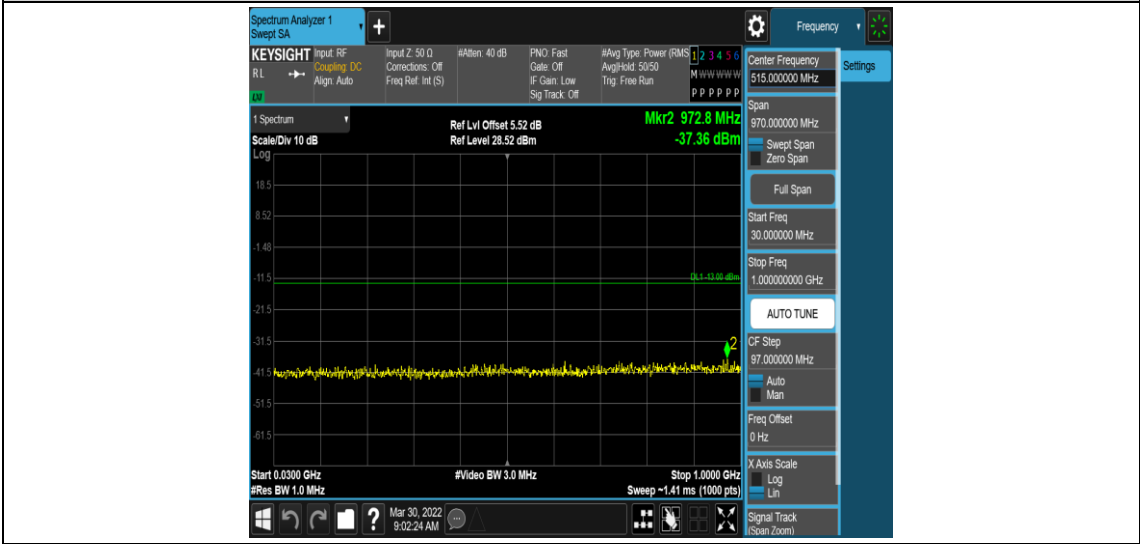 Spectrum Analyzer 1
Swept SA
+
Frequency
KEYSIGHT
RL
Input: RF
Coupling: DC
Align: Auto
Input Z: 50 Ω
Corrections: Off
Freq Ref: Int (S)
#Atten: 40 dB
PNO: Fast
Gate: Off
IF Gain: Low
Sig Track: Off
#Avg Type: Power (RMS
Avg|Hold: 50/50
Trig: Free Run
1 2 3 4 5 6
M W W W W W
P P P P P P
1 Spectrum
Scale/Div 10 dB
Log
Ref Lvl Offset 5.52 dB
Ref Level 28.52 dBm
Mkr2 972.8 MHz
-37.36 dBm
18.5
8.52
-1.48
-11.5
-21.5
-31.5
-41.5
-51.5
-61.5
DL1 -13.00 dBm
2
Start 0.0300 GHz
#Res BW 1.0 MHz
#Video BW 3.0 MHz
Stop 1.0000 GHz
Sweep ~1.41 ms (1000 pts)
Center Frequency
515.000000 MHz
Settings
Span
970.000000 MHz
Swept Span
Zero Span
Full Span
Start Freq
30.000000 MHz
Stop Freq
1.000000000 GHz
AUTO TUNE
CF Step
97.000000 MHz
Auto
Man
Freq Offset
0 Hz
X Axis Scale
Log
Lin
Signal Track
(Span Zoom)
?
Mar 30, 2022
9:02:24 AM